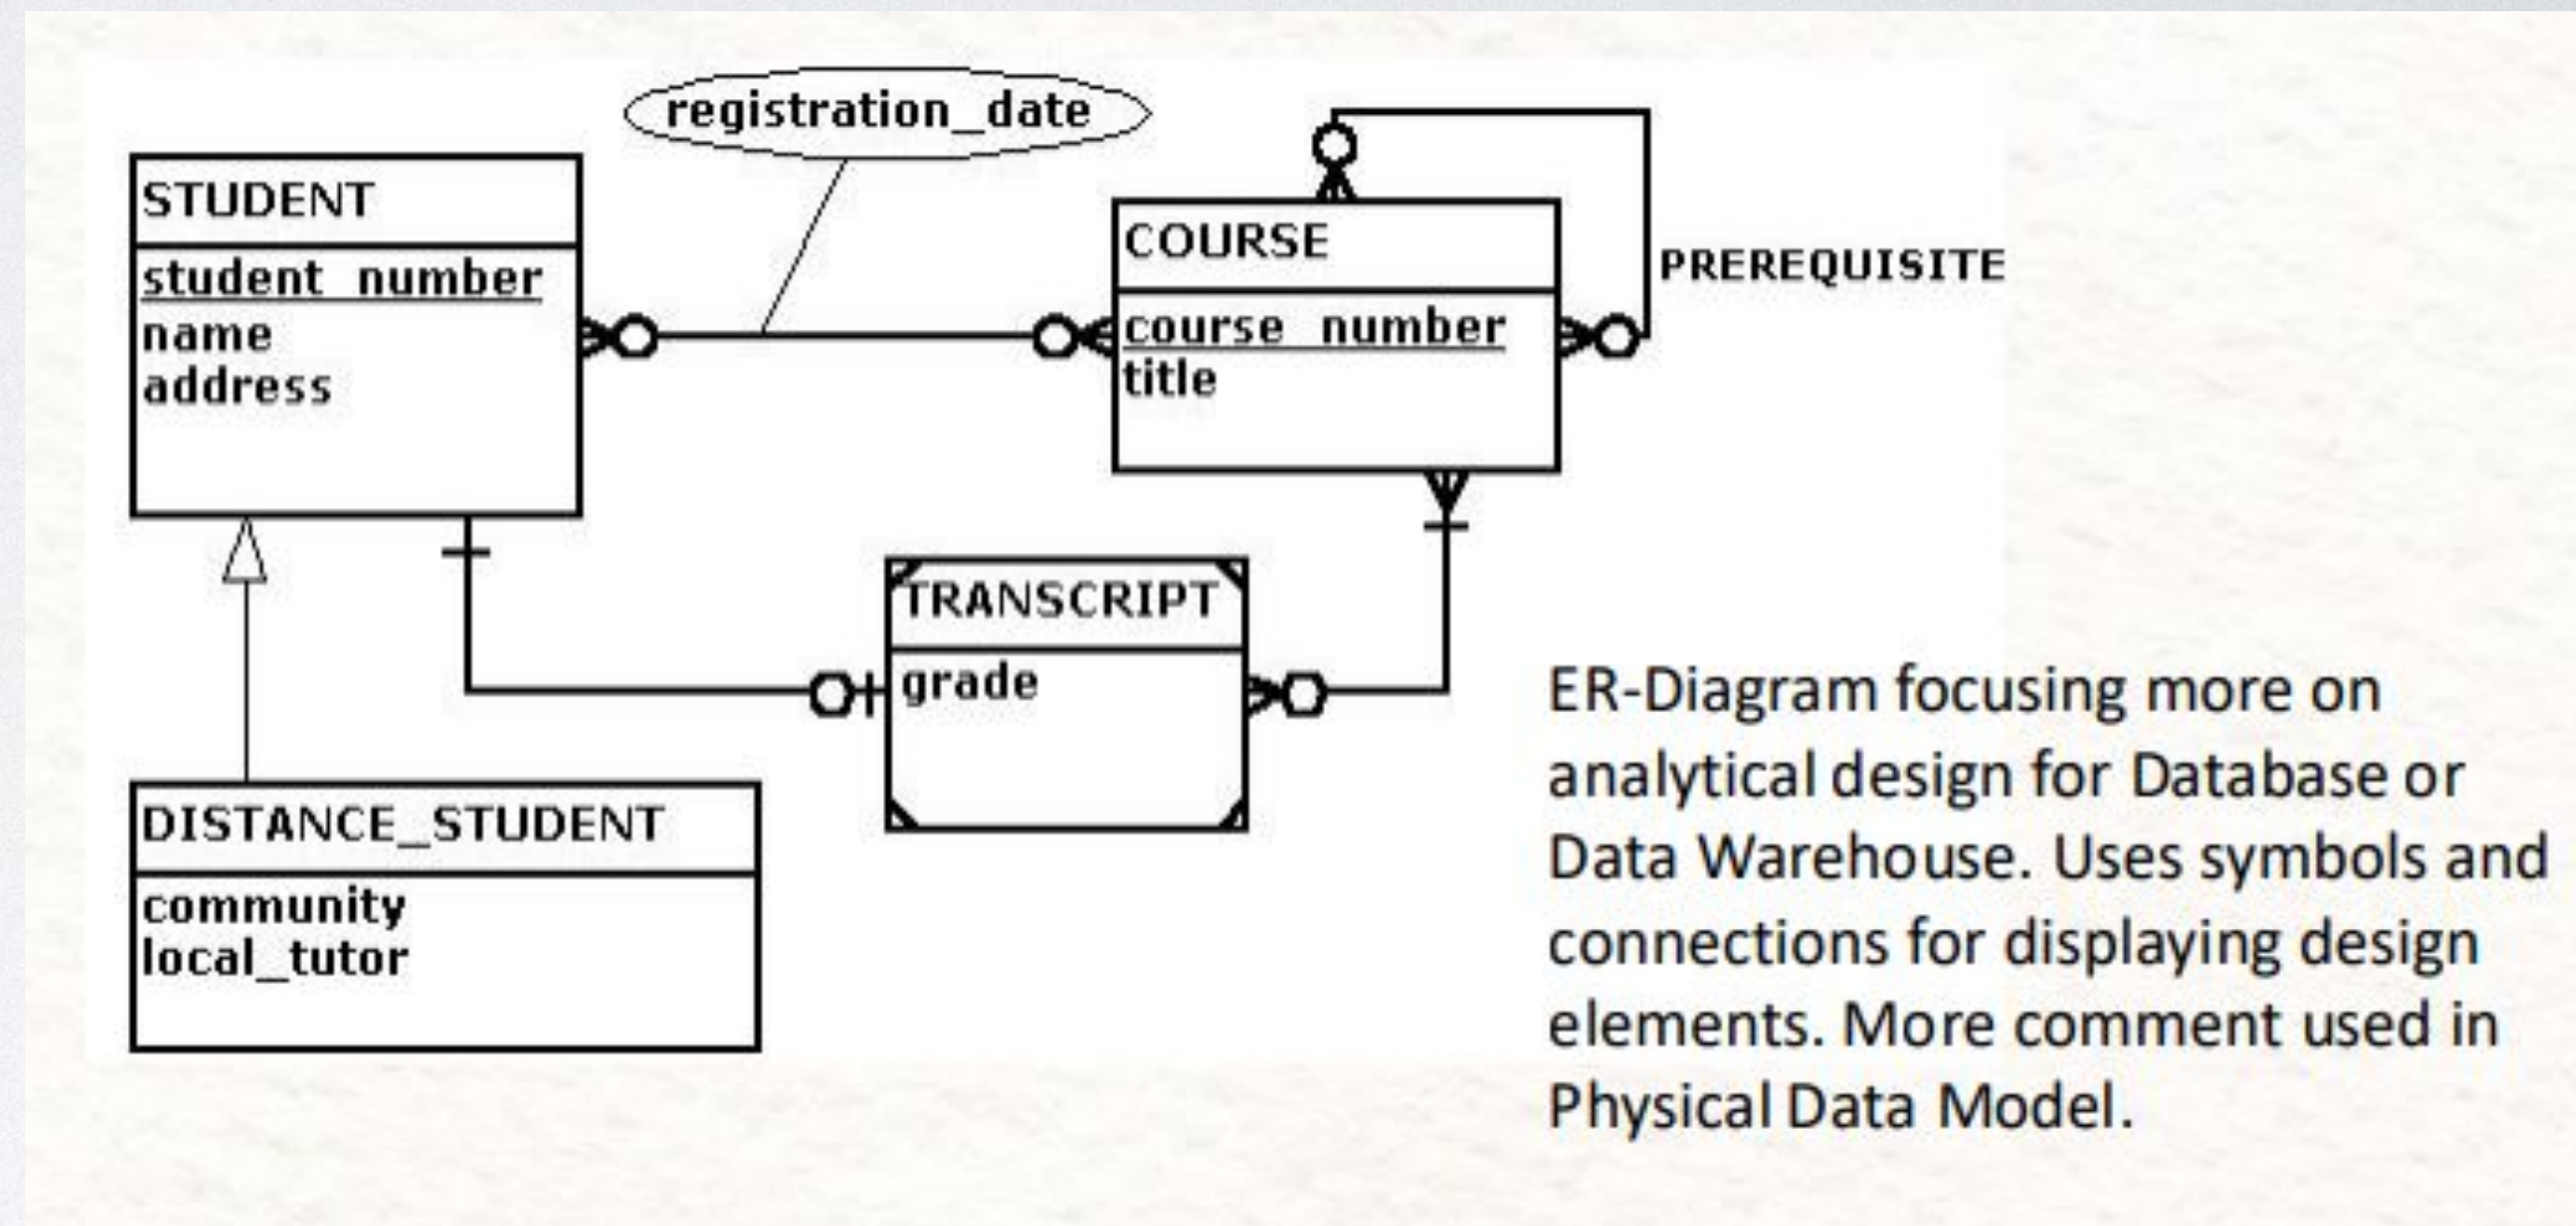 registration_date
STUDENT
student_number
name
address
COURSE
course_number
title
PREREQUISITE
TRANSCRIPT
grade
DISTANCE_STUDENT
community
local_tutor
ER-Diagram focusing more on
analytical design for Database or
Data Warehouse. Uses symbols and
connections for displaying design
elements. More comment used in
Physical Data Model.